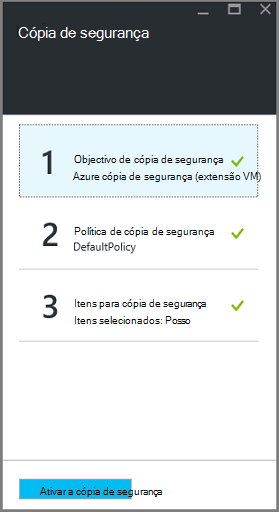 Cópia de segurança
1
Objectivo de cópia de segurança
Azure cópia de segurança (extensão VM)
2
Política de cópia de segurança
DefaultPolicy
3
Itens para cópia de segurança
Itens selecionados: Posso
Ativar a cópia de segurança